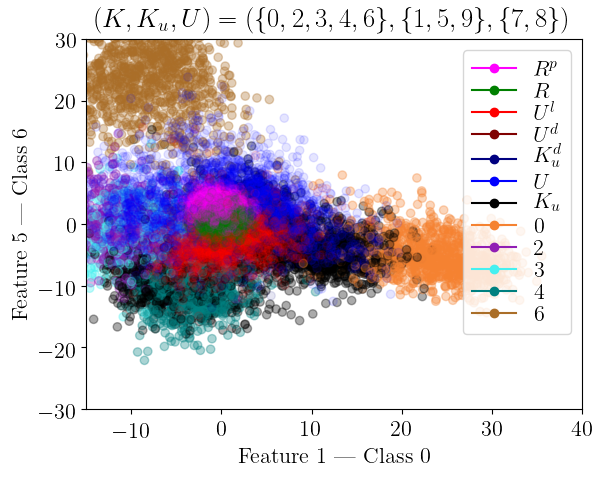 (K, K_u, U) = ({0, 2, 3, 4, 6}, {1, 5, 9}, {7, 8})
30
20
10
0
−10
−20
−30
Feature 5 — Class 6
R^p
R
U^l
U^d
K_u^d
U
K_u
0
2
3
4
6
−10
0
10
20
30
40
Feature 1 — Class 0